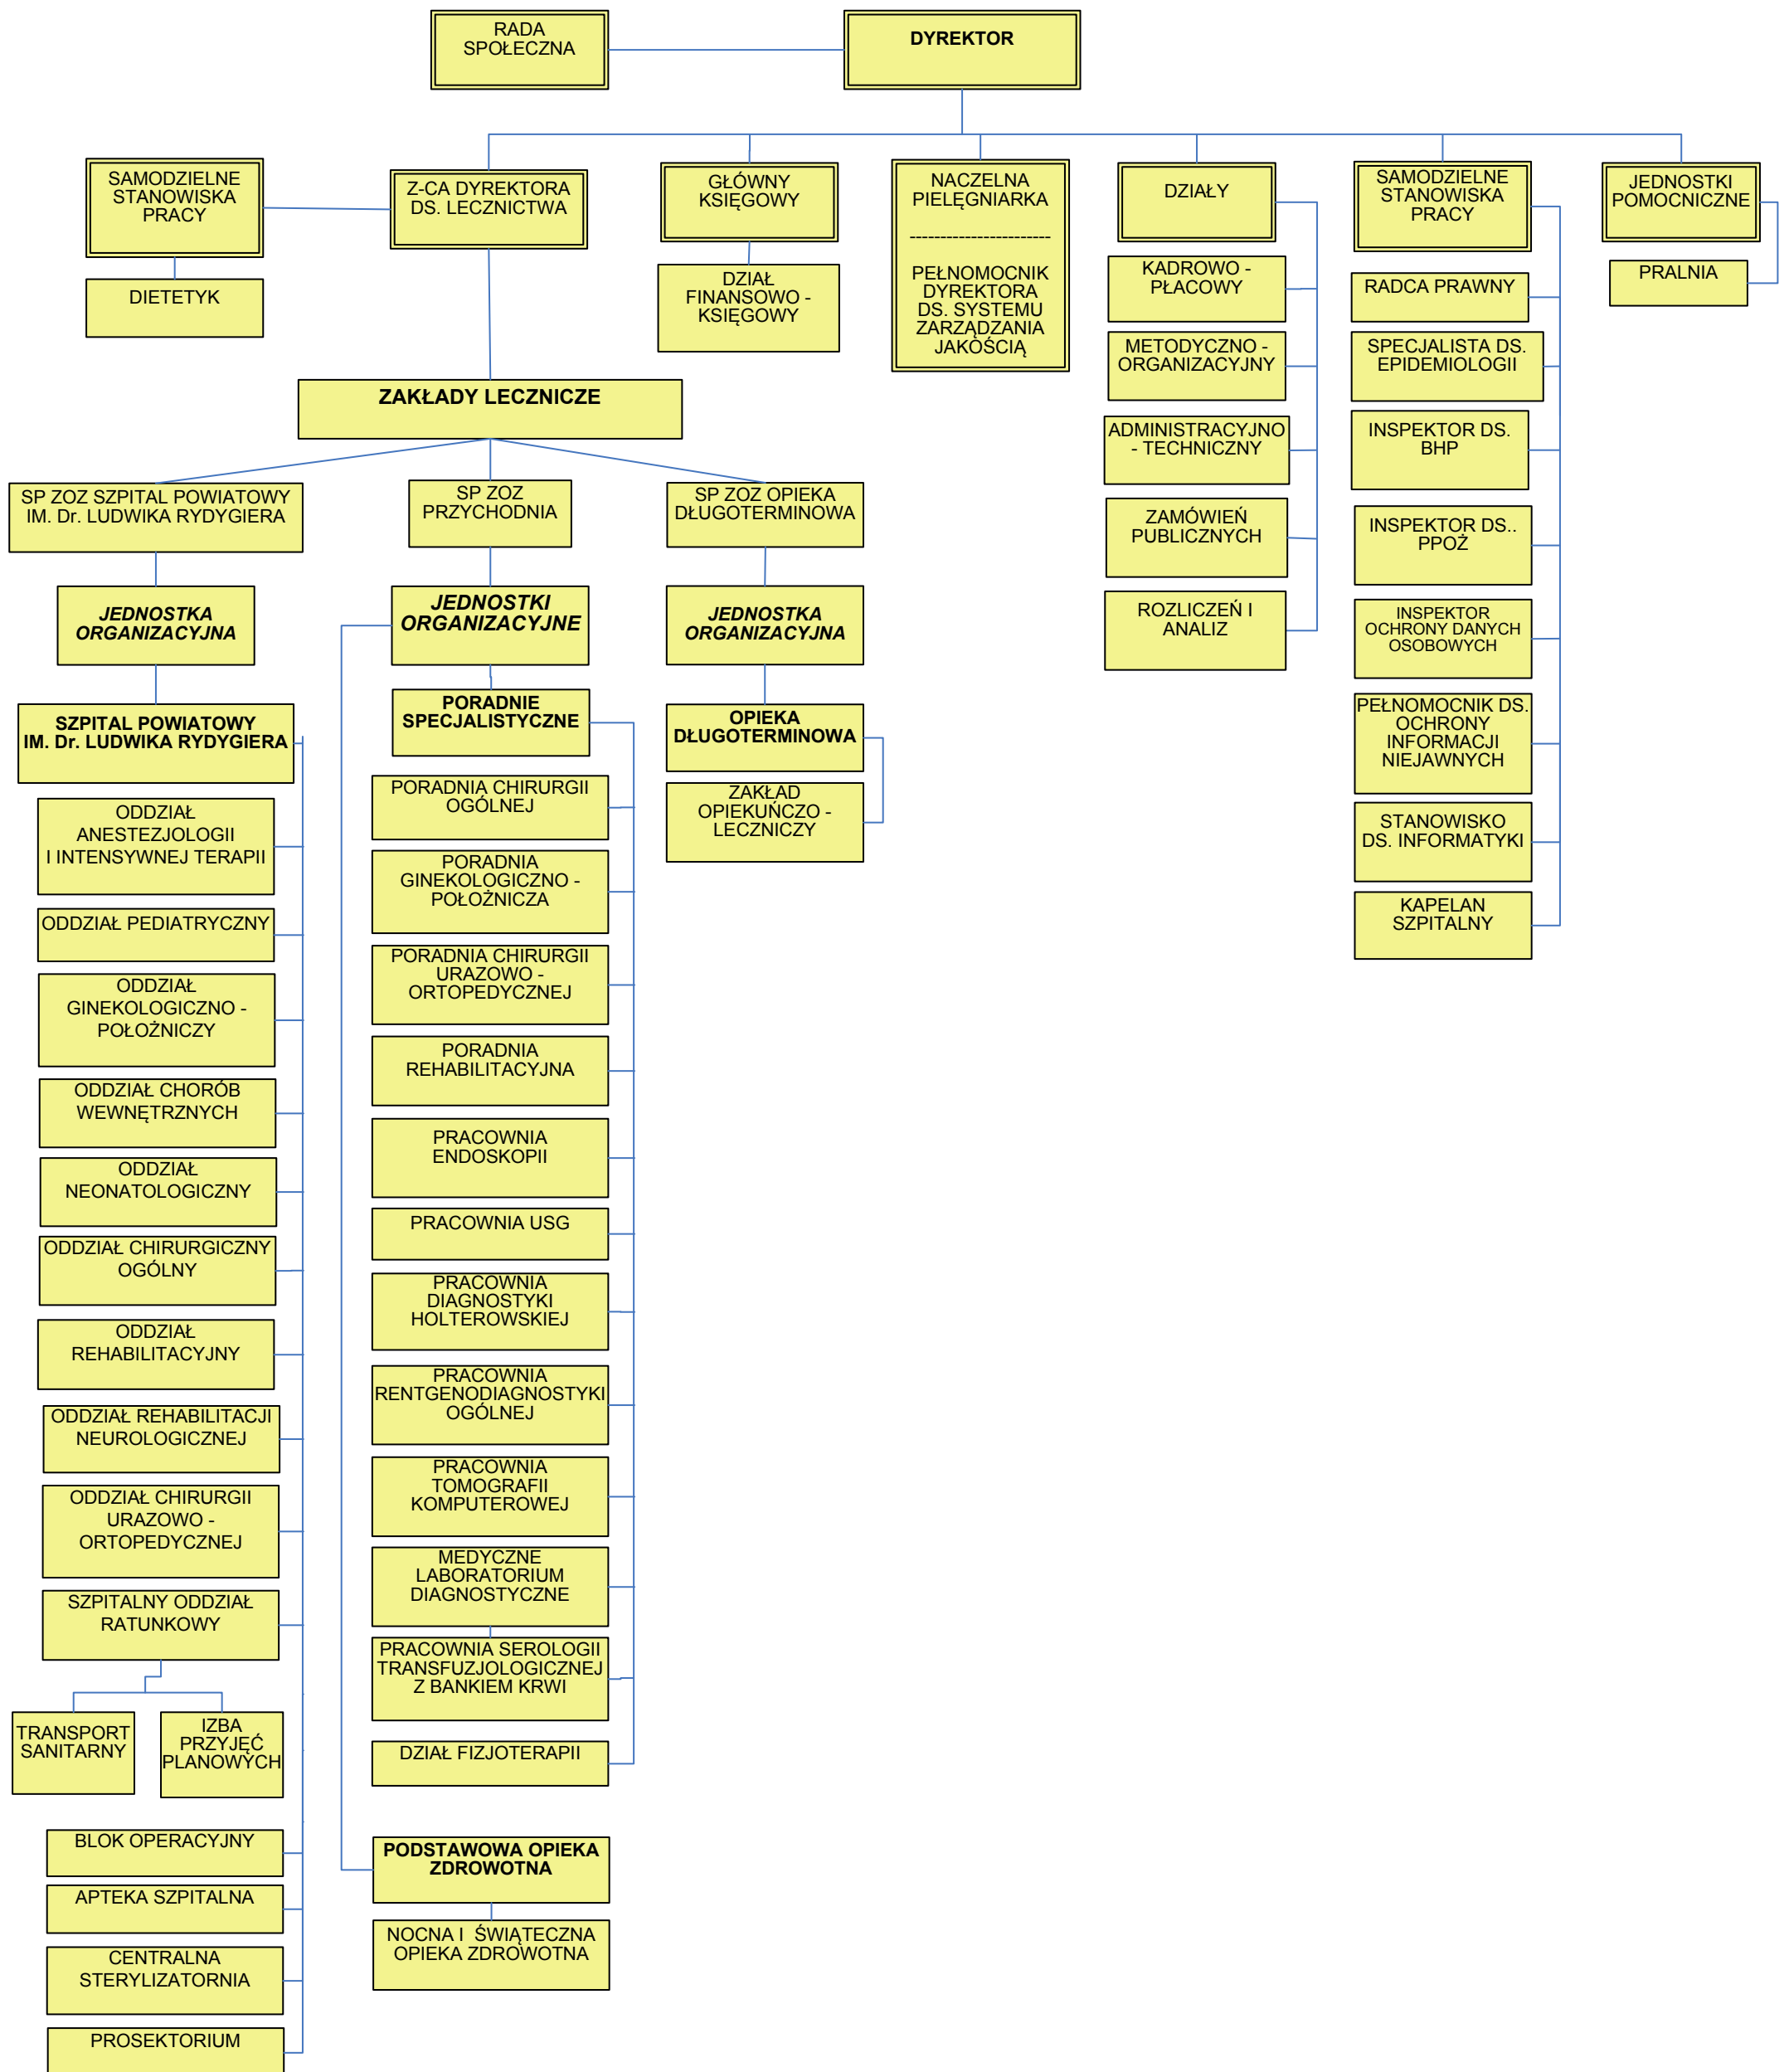 RADA
SPOŁECZNA
DYREKTOR
SAMODZIELNE
STANOWISKA
PRACY
Z-CA DYREKTORA
DS. LECZNICTWA
GŁÓWNY
KSIĘGOWY
NACZELNA
PIELĘGNIARKA
-----------------------
PEŁNOMOCNIK
DYREKTORA
DS. SYSTEMU
ZARZĄDZANIA
JAKOŚCIĄ
DZIAŁY
SAMODZIELNE
STANOWISKA
PRACY
JEDNOSTKI
POMOCNICZNE
DIETETYK
DZIAŁ
FINANSOWO -
KSIĘGOWY
KADROWO -
PŁACOWY
METODYCZNO -
ORGANIZACYJNY
ADMINISTRACYJNO
- TECHNICZNY
ZAMÓWIEŃ
PUBLICZNYCH
ROZLICZEŃ I
ANALIZ
RADCA PRAWNY
SPECJALISTA DS.
EPIDEMIOLOGII
INSPEKTOR DS.
BHP
INSPEKTOR DS..
PPOŻ
INSPEKTOR
OCHRONY DANYCH
OSOBOWYCH
PEŁNOMOCNIK DS.
OCHRONY
INFORMACJI
NIEJAWNYCH
STANOWISKO
DS. INFORMATYKI
KAPELAN
SZPITALNY
PRALNIA
ZAKŁADY LECZNICZE
SP ZOZ SZPITAL POWIATOWY
IM. Dr. LUDWIKA RYDYGIERA
SP ZOZ
PRZYCHODNIA
SP ZOZ OPIEKA
DŁUGOTERMINOWA
JEDNOSTKA
ORGANIZACYJNA
JEDNOSTKI
ORGANIZACYJNE
JEDNOSTKA
ORGANIZACYJNA
SZPITAL POWIATOWY
IM. Dr. LUDWIKA RYDYGIERA
ODDZIAŁ
ANESTEZJOLOGII
I INTENSYWNEJ TERAPII
ODDZIAŁ PEDIATRYCZNY
ODDZIAŁ
GINEKOLOGICZNO -
POŁOŻNICZY
ODDZIAŁ CHORÓB
WEWNĘTRZNYCH
ODDZIAŁ
NEONATOLOGICZNY
ODDZIAŁ CHIRURGICZNY
OGÓLNY
ODDZIAŁ
REHABILITACYJNY
ODDZIAŁ REHABILITACJI
NEUROLOGICZNEJ
ODDZIAŁ CHIRURGII
URAZOWO -
ORTOPEDYCZNEJ
SZPITALNY ODDZIAŁ
RATUNKOWY
TRANSPORT
SANITARNY
IZBA
PRZYJĘĆ
PLANOWYCH
BLOK OPERACYJNY
APTEKA SZPITALNA
CENTRALNA
STERYLIZATORNIA
PROSEKTORIUM
PORADNIE
SPECJALISTYCZNE
PORADNIA CHIRURGII
OGÓLNEJ
PORADNIA
GINEKOLOGICZNO -
POŁOŻNICZA
PORADNIA CHIRURGII
URAZOWO -
ORTOPEDYCZNEJ
PORADNIA
REHABILITACYJNA
PRACOWNIA
ENDOSKOPII
PRACOWNIA USG
PRACOWNIA
DIAGNOSTYKI
HOLTEROWSKIEJ
PRACOWNIA
RENTGENODIAGNOSTYKI
OGÓLNEJ
PRACOWNIA
TOMOGRAFII
KOMPUTEROWEJ
MEDYCZNE
LABORATORIUM
DIAGNOSTYCZNE
PRACOWNIA SEROLOGII
TRANSFUZJOLOGICZNEJ
Z BANKIEM KRWI
DZIAŁ FIZJOTERAPII
PODSTAWOWA OPIEKA
ZDROWOTNA
NOCNA I ŚWIĄTECZNA
OPIEKA ZDROWOTNA
OPIEKA
DŁUGOTERMINOWA
ZAKŁAD
OPIEKUŃCZO -
LECZNICZY